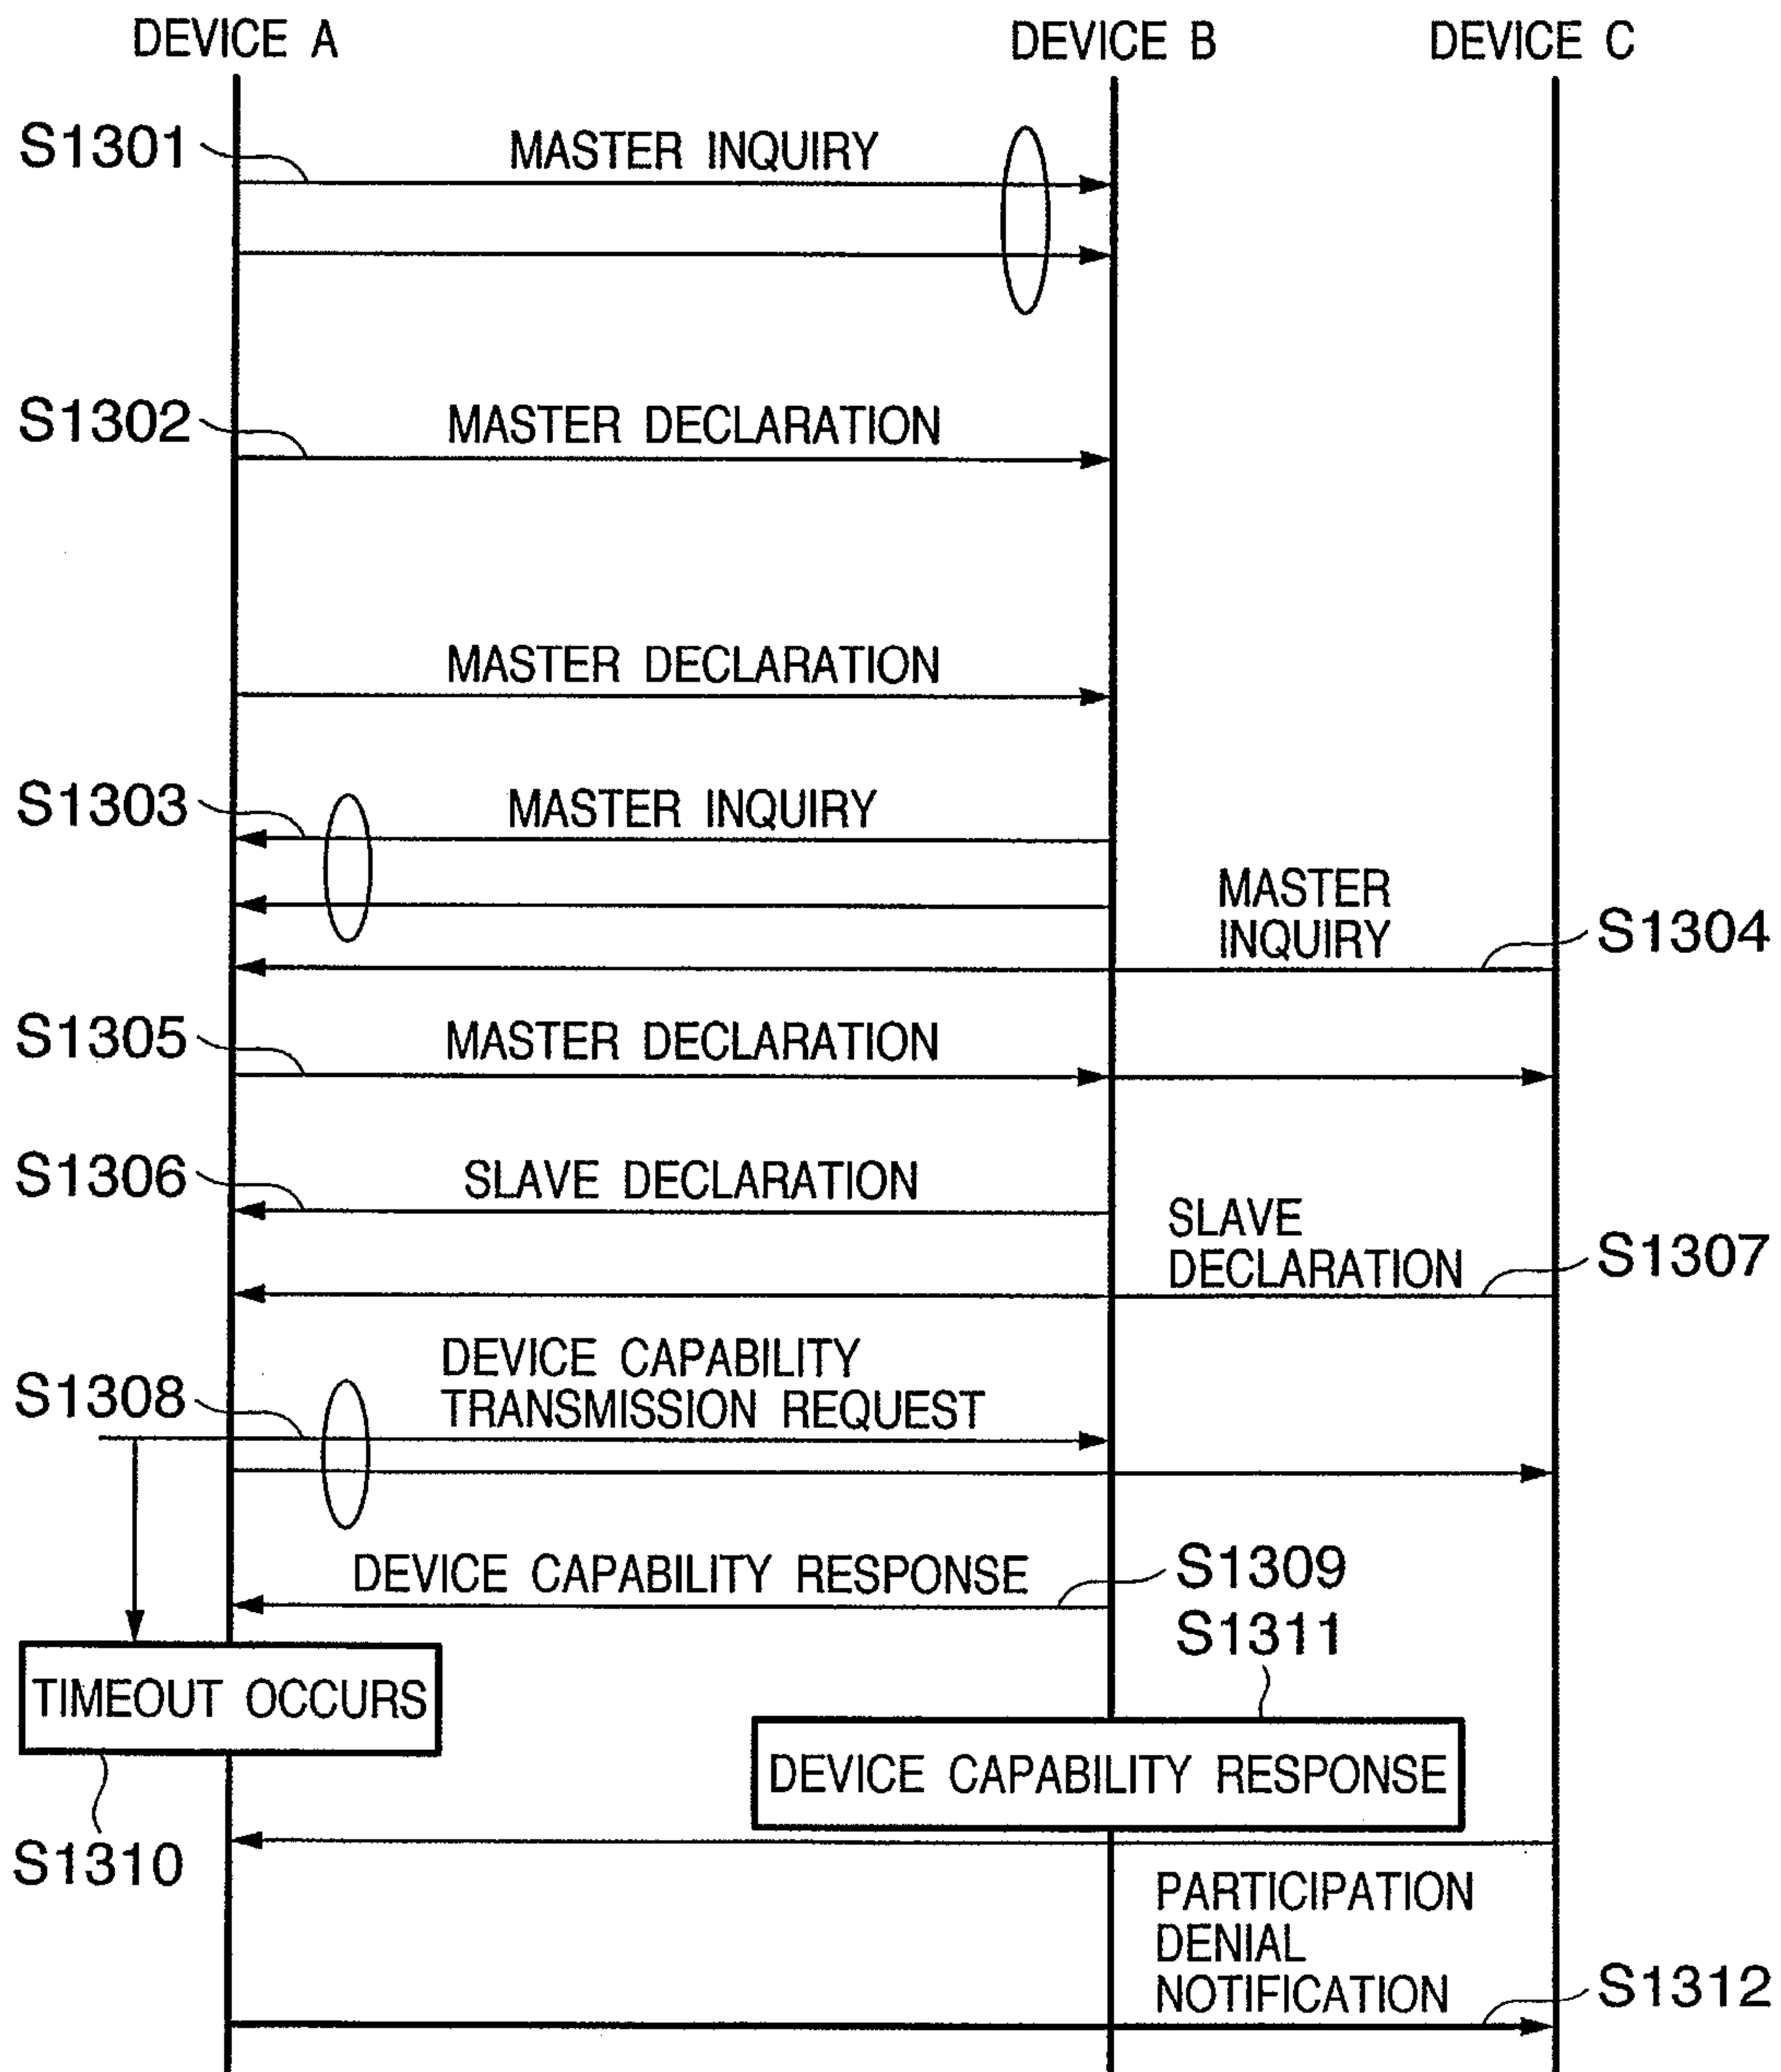 DEVICE A
DEVICE B
DEVICE C
S1301
MASTER INQUIRY
S1302
MASTER DECLARATION
MASTER DECLARATION
S1303
MASTER INQUIRY
MASTER
INQUIRY
S1304
S1305
MASTER DECLARATION
S1306
SLAVE DECLARATION
SLAVE
DECLARATION
S1307
DEVICE CAPABILITY
TRANSMISSION REQUEST
S1308
DEVICE CAPABILITY RESPONSE
S1309
S1311
TIMEOUT OCCURS
DEVICE CAPABILITY RESPONSE
S1310
PARTICIPATION
DENIAL
NOTIFICATION
S1312